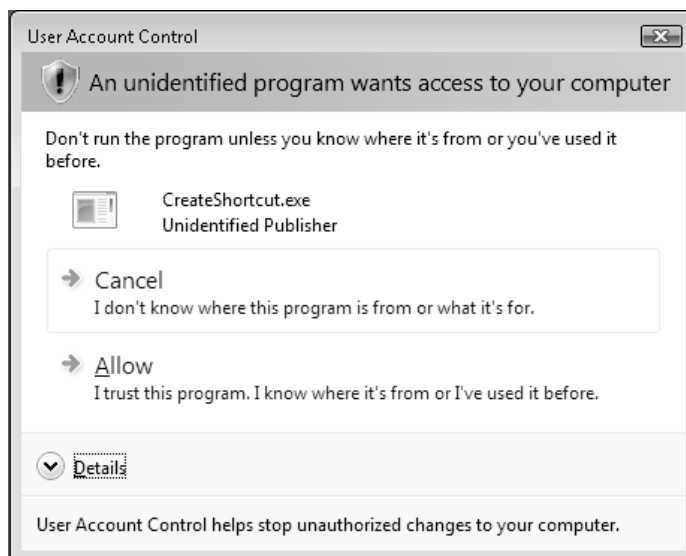 User Account Control
An unidentified program wants access to your computer
Don't run the program unless you know where it's from or you've used it
before.
CreateShortcut.exe
Unidentified Publisher
Cancel
I don't know where this program is from or what it's for.
Allow
I trust this program. I know where it's from or I've used it before.
Details
User Account Control helps stop unauthorized changes to your computer.